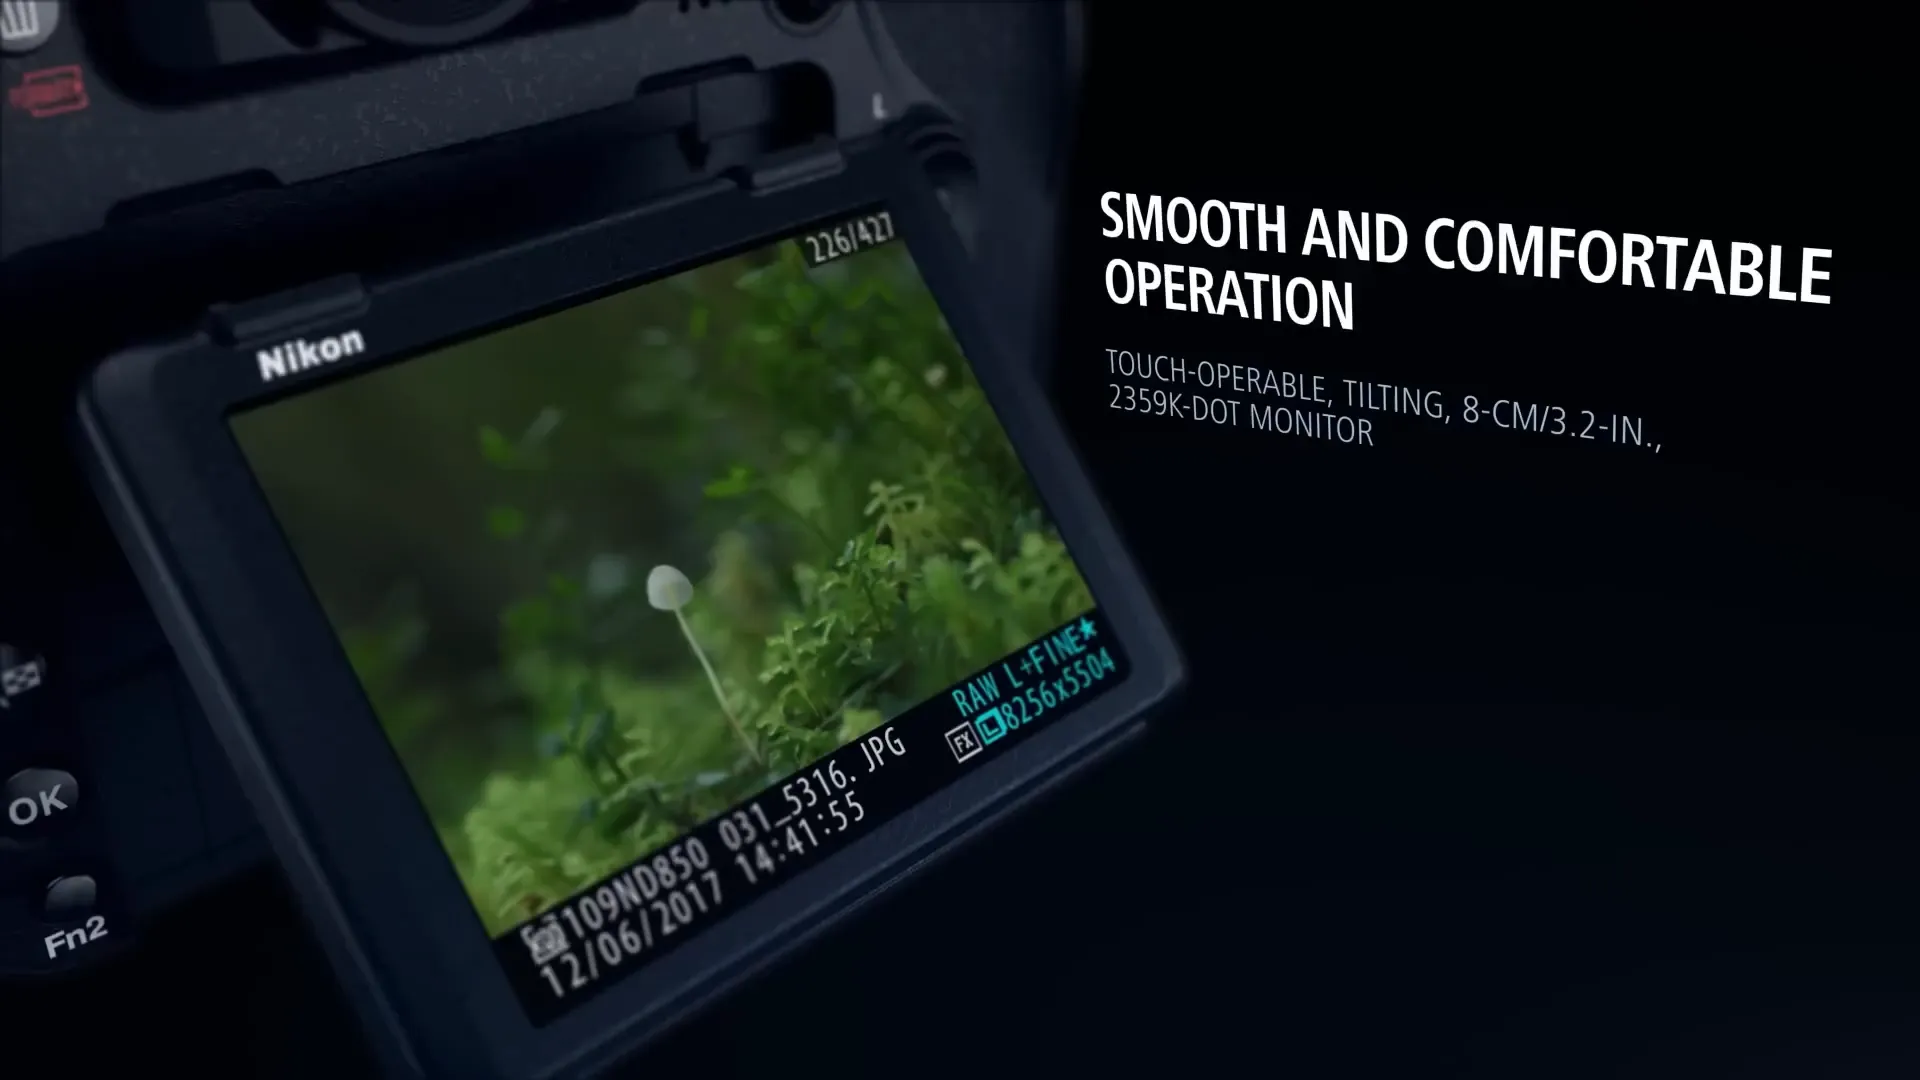 SMOOTH AND COMFORTABLE
OPERATION
TOUCH-OPERABLE, TILTING, 8-CM/3.2-IN.,
2359K-DOT MONITOR
L
Nikon
226/427
RAW L+FINE★
FX L 8256x5504
109ND850 031_5316. JPG
12/06/2017 14:41:55
OK
Fn2